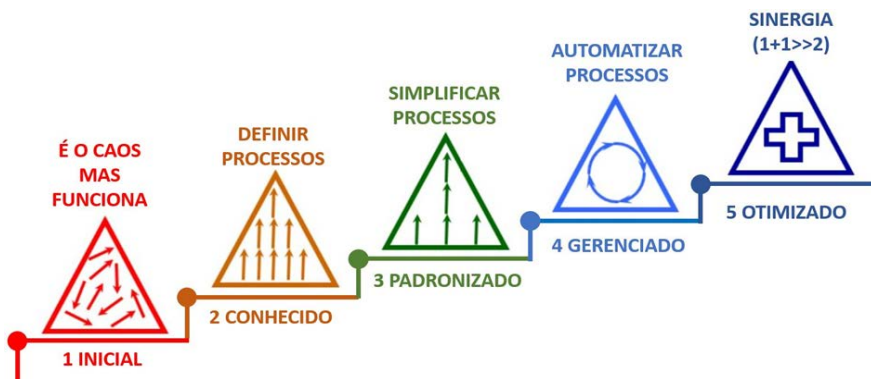 É O CAOS
MAS
FUNCIONA
1 INICIAL
DEFINIR
PROCESSOS
2 CONHECIDO
SIMPLIFICAR
PROCESSOS
3 PADRONIZADO
AUTOMATIZAR
PROCESSOS
4 GERENCIADO
SINERGIA
(1+1>>2)
5 OTIMIZADO